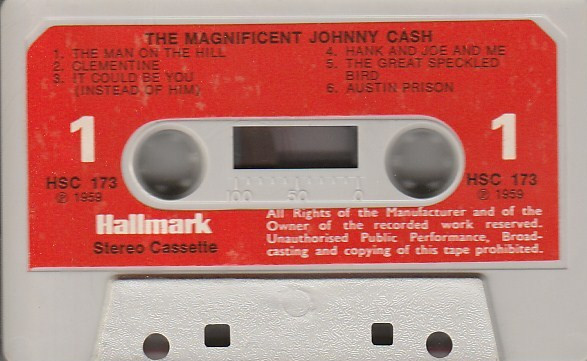 THE MAGNIFICENT JOHNNY CASH
1. THE MAN ON THE HILL
2. CLEMENTINE
3. IT COULD BE YOU
(INSTEAD OF HIM)
4. HANK AND JOE AND ME
5. THE GREAT SPECKLED
BIRD
6. AUSTIN PRISON
1
1
HSC 173
℗ 1959
HSC 173
℗ 1959
100 50 0
Hallmark
Stereo Cassette
All Rights of the Manufacturer and of the
Owner of the recorded work reserved.
Unauthorised Public Performance, Broad-
casting and copying of this tape prohibited.